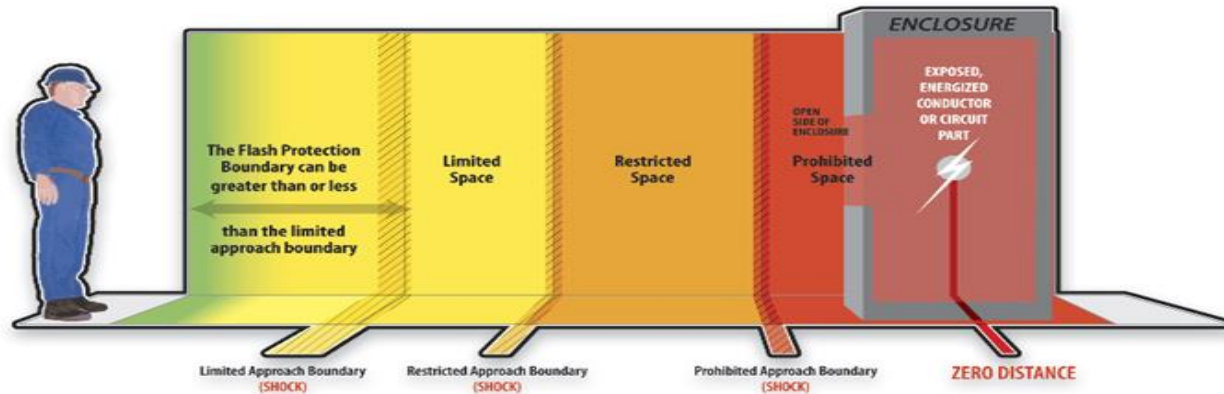 ENCLOSURE
EXPOSED,
ENERGIZED
CONDUCTOR
OR CIRCUIT
PART
OPEN
SIDE OF
ENCLOSURE
The Flash Protection
Boundary can be
greater than or less
than the limited
approach boundary
Limited
Space
Restricted
Space
Prohibited
Space
Limited Approach Boundary
(SHOCK)
Restricted Approach Boundary
(SHOCK)
Prohibited Approach Boundary
(SHOCK)
ZERO DISTANCE